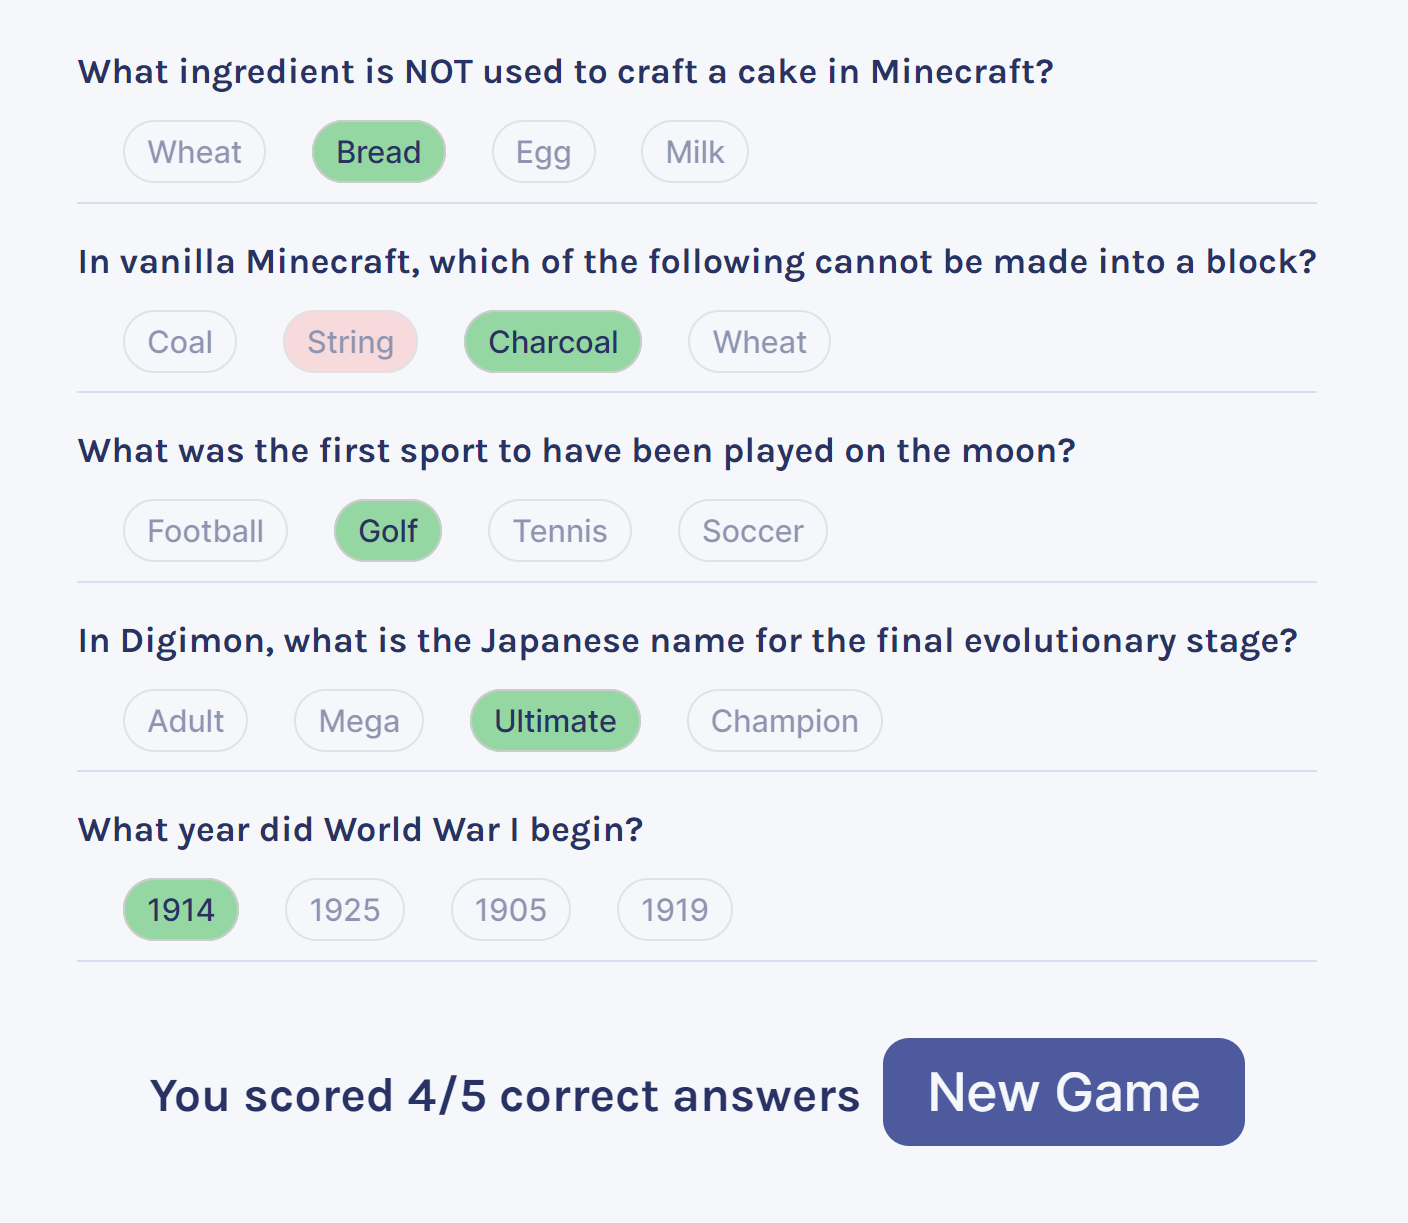 What ingredient is NOT used to craft a cake in Minecraft?
Wheat Bread Egg Milk
In vanilla Minecraft, which of the following cannot be made into a block?
Coal String Charcoal Wheat
What was the first sport to have been played on the moon?
Football Golf Tennis Soccer
In Digimon, what is the Japanese name for the final evolutionary stage?
Adult Mega Ultimate Champion
What year did World War I begin?
1914 1925 1905 1919
You scored 4/5 correct answers New Game